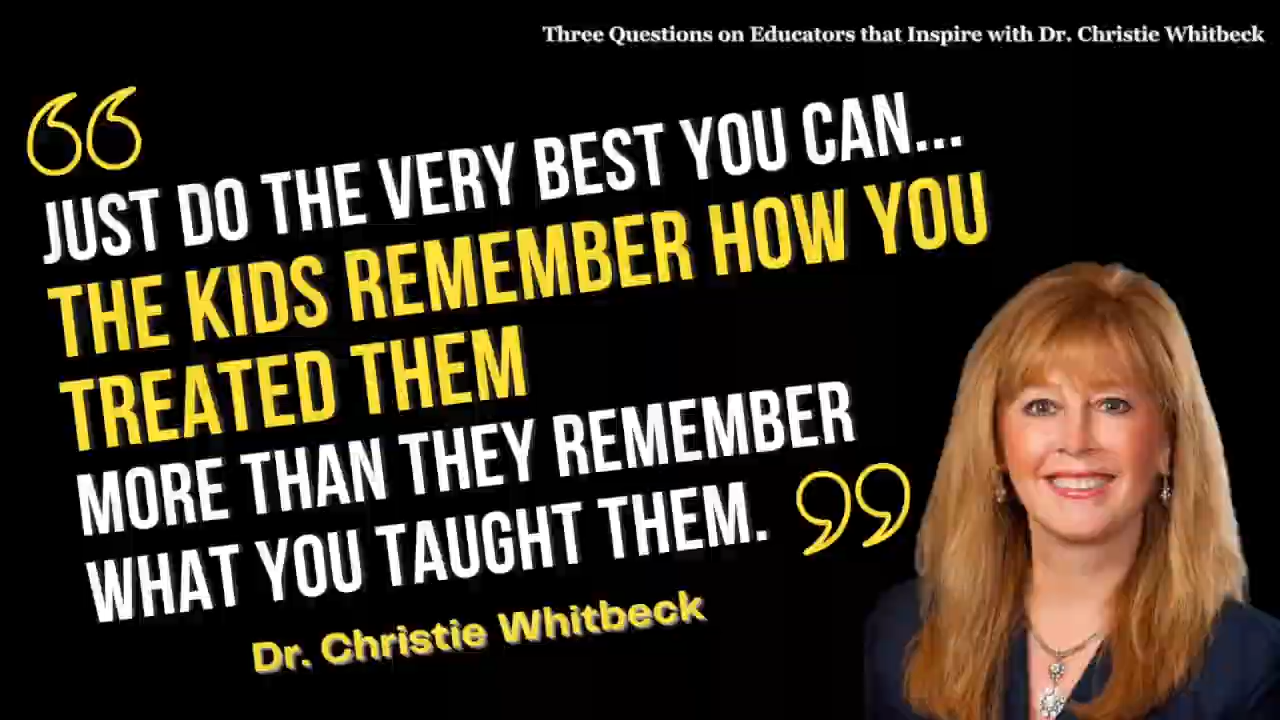 Three Questions on Educators that Inspire with Dr. Christie Whitbeck
“
JUST DO THE VERY BEST YOU CAN...
THE KIDS REMEMBER HOW YOU
TREATED THEM
MORE THAN THEY REMEMBER
WHAT YOU TAUGHT THEM. ”
Dr. Christie Whitbeck